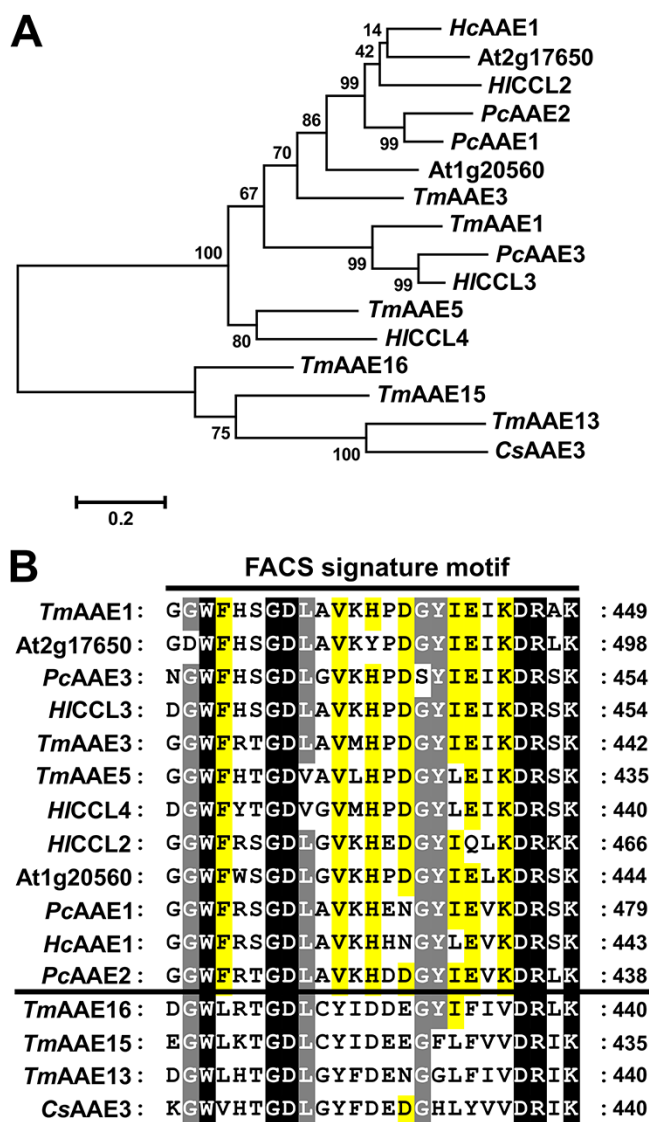 A
14 HcAAE1
42 At2g17650
HlCCL2
99
PcAAE2
86
99 PcAAE1
At1g20560
70
TmAAE3
67
TmAAE1
100
99 PcAAE3
99 HlCCL3
TmAAE5
80 HlCCL4
TmAAE16
TmAAE15
75 TmAAE13
100 CsAAE3
0.2
B
FACS signature motif
TmAAE1: GGWFHSGDLAVKHPDGYIEIKDRAK :449
At2g17650: GDWFHSGDLAVKYPDGYIEIKDRLK :498
PcAAE3: NGWFHSGDLGVKHPDSYIEIKDRSK :454
HlCCL3: DGWFHSGDLAVKHPDGYIEIKDRSK :454
TmAAE3: GGWFRTGDLAVMHPDGYIEIKDRSK :442
TmAAE5: GGWFHTGDVAVLHPDGYLEIKDRSK :435
HlCCL4: DGWFYTGDVGVMHPDGYLEIKDRSK :440
HlCCL2: GGWFRSGDLGVKHEDGYIQLKDRKK :466
At1g20560: GGWFWSGDLGVKHPDGYIELKDRSK :444
PcAAE1: GGWFRSGDLAVKHENGYIEVKDRSK :479
HcAAE1: GGWFRSGDLAVKHHNGYLEVKDRSK :443
PcAAE2: GGWFRTGDLAVKHDDGYIEVKDRLK :438
TmAAE16: DGWLRTGDLCYIDDEGYIFIVDRLK :440
TmAAE15: EGWLKTGDLCYIDEEGFLFVVDRIK :435
TmAAE13: DGWLHTGDLGYFDENGGLFIVDRIK :440
CsAAE3: KGWVHTGDLGYFDEDGHLYVVDRIK :440